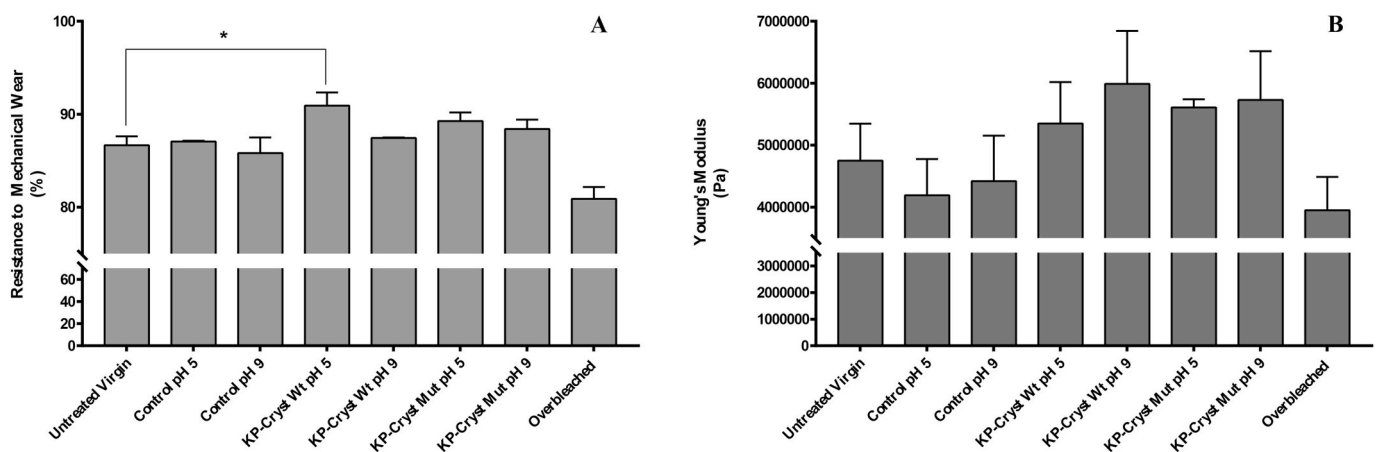 A
*
Resistance to Mechanical Wear
(%)
100
90
80
60
40
20
0
Untreated Virgin
Control pH 5
Control pH 9
KP-Cryst Wt pH 5
KP-Cryst Wt pH 9
KP-Cryst Mut pH 5
KP-Cryst Mut pH 9
Overbleached
B
Young's Modulus
(Pa)
7000000
6000000
5000000
4000000
3000000
2000000
1000000
0
Untreated Virgin
Control pH 5
Control pH 9
KP-Cryst Wt pH 5
KP-Cryst Wt pH 9
KP-Cryst Mut pH 5
KP-Cryst Mut pH 9
Overbleached